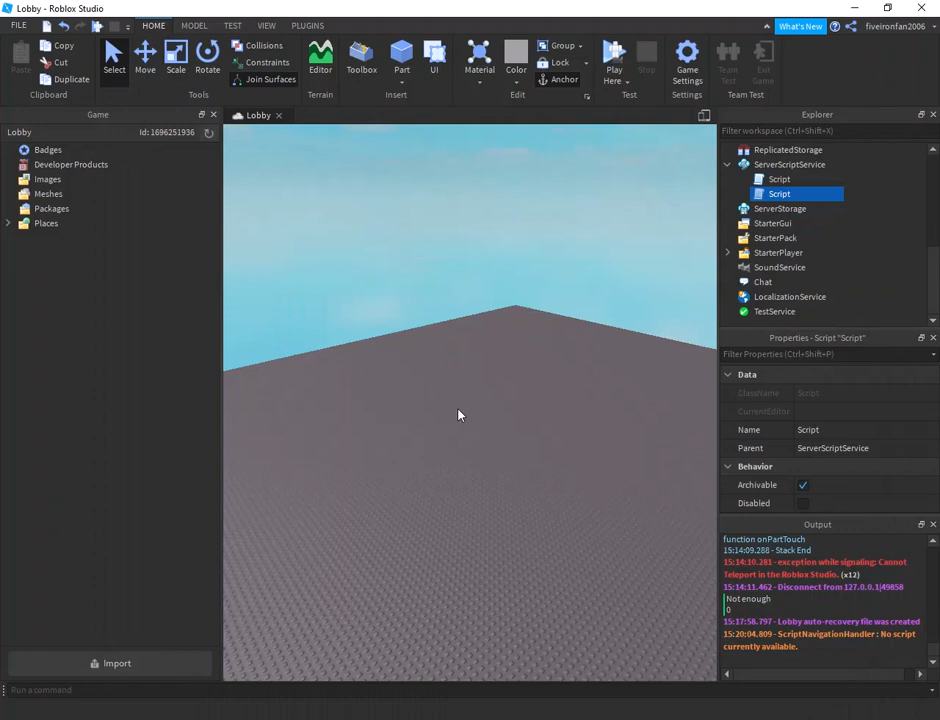 Lobby - Roblox Studio
FILE
HOME
MODEL
TEST
VIEW
PLUGINS
What's New
fiveironfan2006
Paste
Copy
Cut
Duplicate
Clipboard
Select
Move
Scale
Rotate
Collisions
Constraints
Join Surfaces
Tools
Editor
Terrain
Toolbox
Part
UI
Insert
Material
Color
Group
Lock
Anchor
Edit
Play
Here
Stop
Test
Game
Settings
Settings
Team
Test
Exit
Game
Team Test
Game
Lobby
Id: 1696251936
Badges
Developer Products
Images
Meshes
Packages
Places
Import
Lobby
Explorer
Filter workspace (Ctrl+Shift+X)
ReplicatedStorage
ServerScriptService
Script
Script
ServerStorage
StarterGui
StarterPack
StarterPlayer
SoundService
Chat
LocalizationService
TestService
Properties - Script "Script"
Filter Properties (Ctrl+Shift+P)
Data
ClassName Script
CurrentEditor
Name Script
Parent ServerScriptService
Behavior
Archivable
Disabled
Output
function onPartTouch
15:14:09.288 - Stack End
15:14:10.281 - exception while signaling: Cannot
Teleport in the Roblox Studio. (x12)
15:14:11.462 - Disconnect from 127.0.0.1|49858
Not enough
0
15:17:58.797 - Lobby auto-recovery file was created
15:20:04.809 - ScriptNavigationHandler : No script
currently available.
Run a command